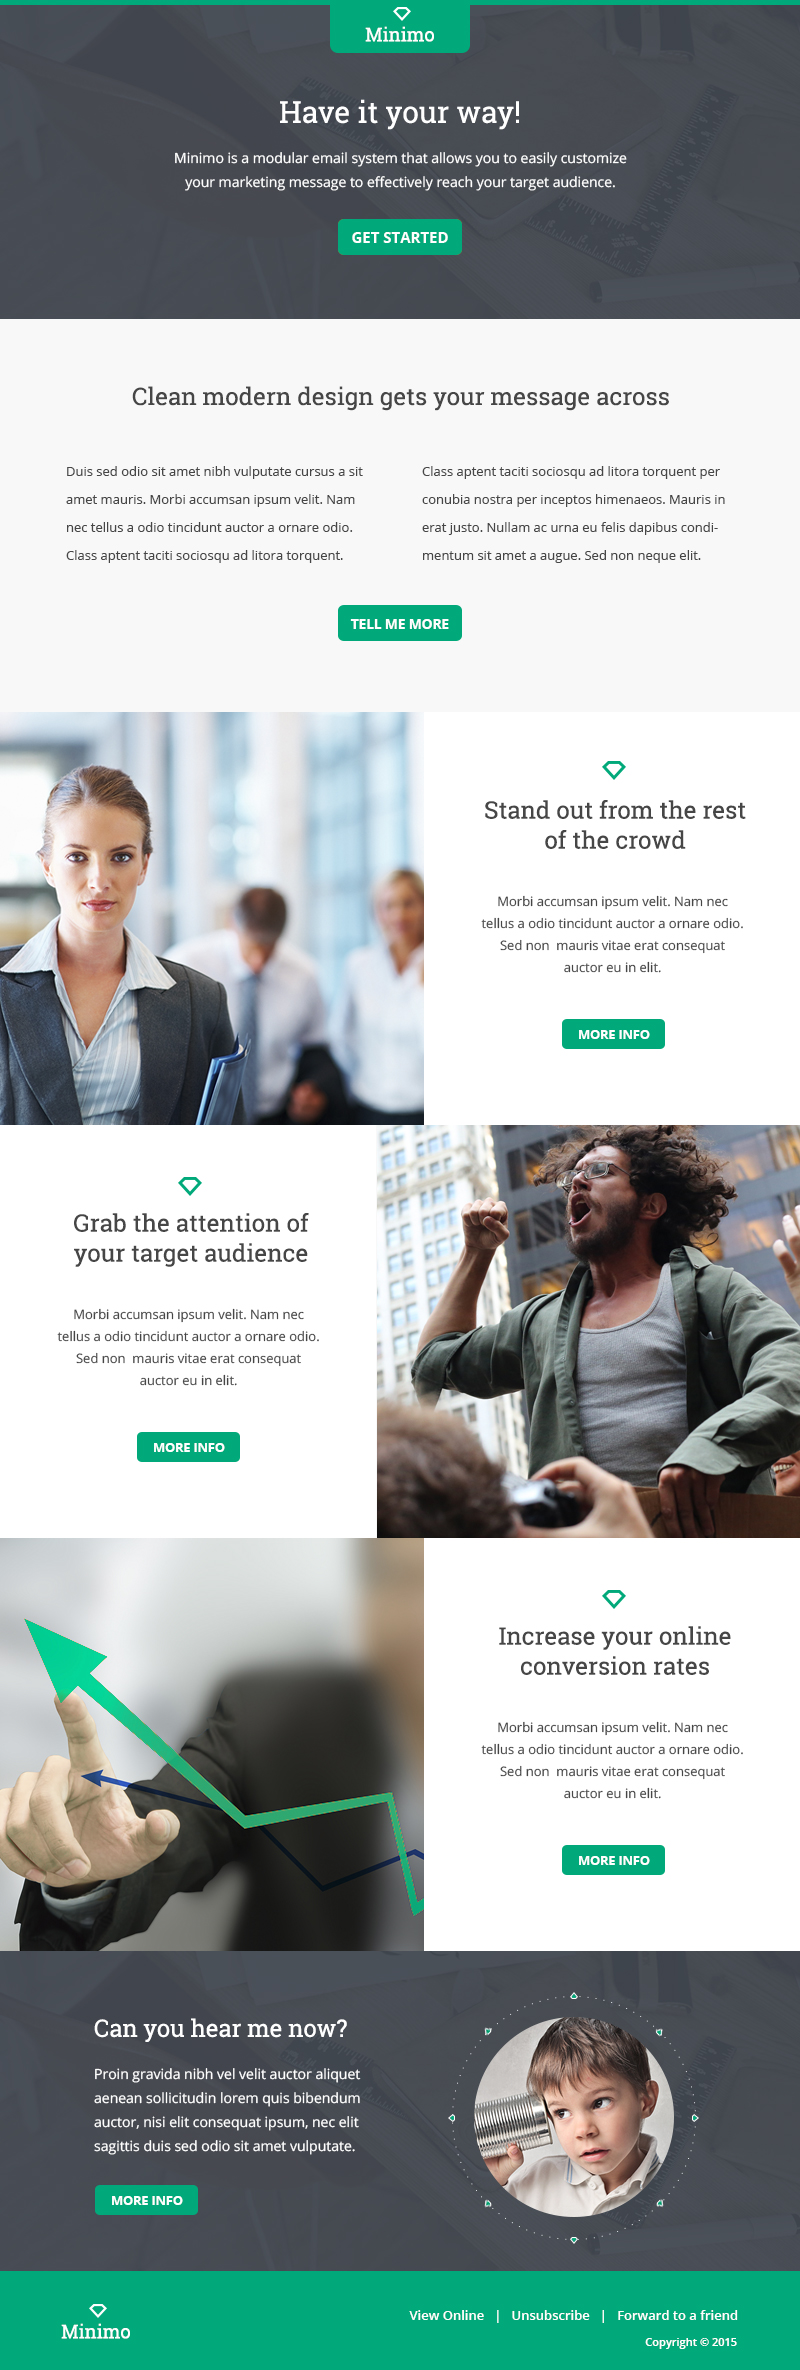 Minimo
Have it your way!
Minimo is a modular email system that allows you to easily customize
your marketing message to effectively reach your target audience.
GET STARTED
Clean modern design gets your message across
Duis sed odio sit amet nibh vulputate cursus a sit
amet mauris. Morbi accumsan ipsum velit. Nam
nec tellus a odio tincidunt auctor a ornare odio.
Class aptent taciti sociosqu ad litora torquent.
Class aptent taciti sociosqu ad litora torquent per
conubia nostra per inceptos himenaeos. Mauris in
erat justo. Nullam ac urna eu felis dapibus condi-
mentum sit amet a augue. Sed non neque elit.
TELL ME MORE
Stand out from the rest
of the crowd
Morbi accumsan ipsum velit. Nam nec
tellus a odio tincidunt auctor a ornare odio.
Sed non  mauris vitae erat consequat
auctor eu in elit.
MORE INFO
Grab the attention of
your target audience
Morbi accumsan ipsum velit. Nam nec
tellus a odio tincidunt auctor a ornare odio.
Sed non  mauris vitae erat consequat
auctor eu in elit.
MORE INFO
Increase your online
conversion rates
Morbi accumsan ipsum velit. Nam nec
tellus a odio tincidunt auctor a ornare odio.
Sed non  mauris vitae erat consequat
auctor eu in elit.
MORE INFO
Can you hear me now?
Proin gravida nibh vel velit auctor aliquet
aenean sollicitudin lorem quis bibendum
auctor, nisi elit consequat ipsum, nec elit
sagittis duis sed odio sit amet vulputate.
MORE INFO
Minimo
View Online | Unsubscribe | Forward to a friend
Copyright © 2015